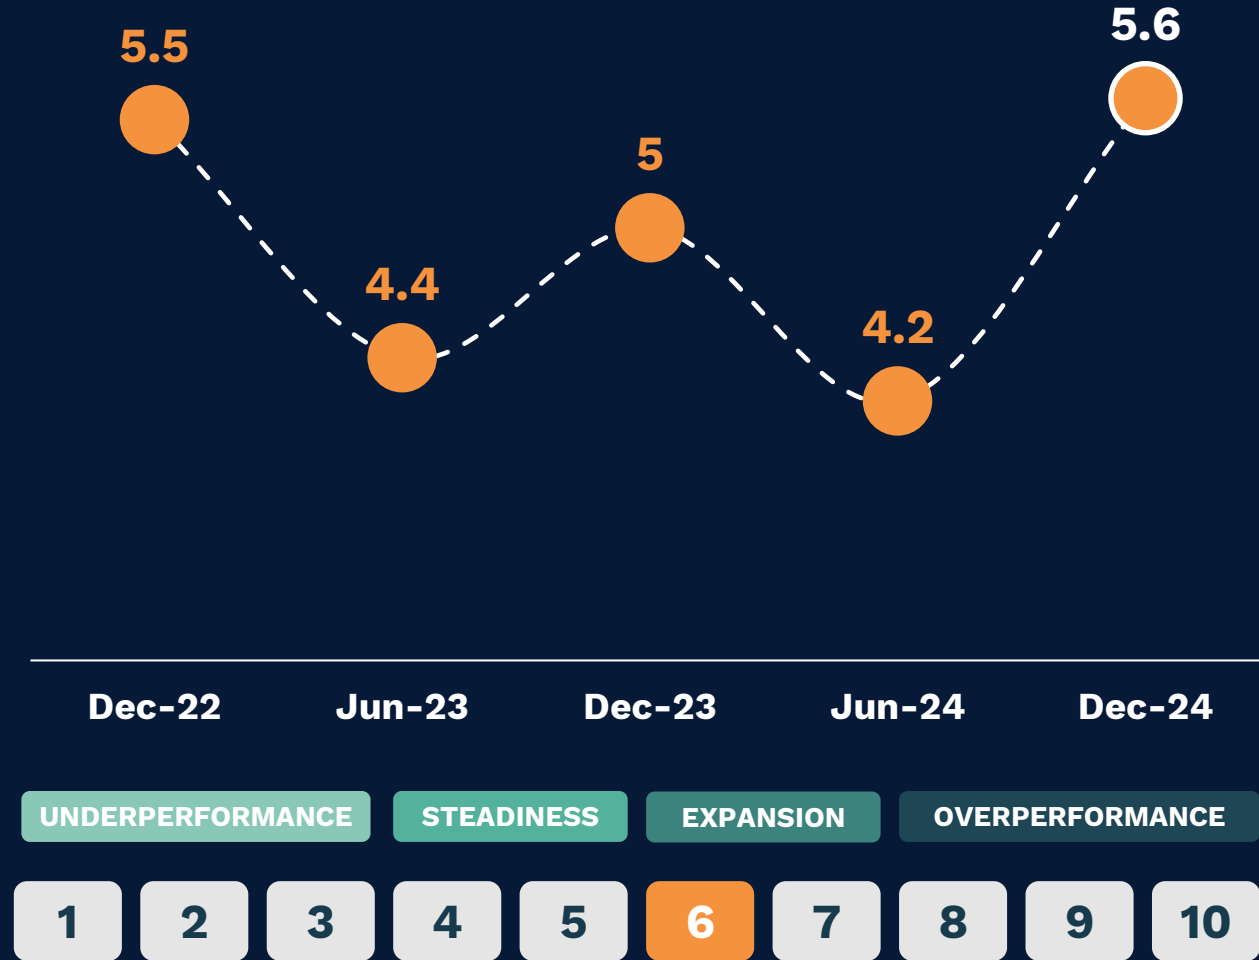 5.5
4.4
5
4.2
5.6
Dec-22 Jun-23 Dec-23 Jun-24 Dec-24
UNDERPERFORMANCE STEADINESS EXPANSION OVERPERFORMANCE
1 2 3 4 5 6 7 8 9 10